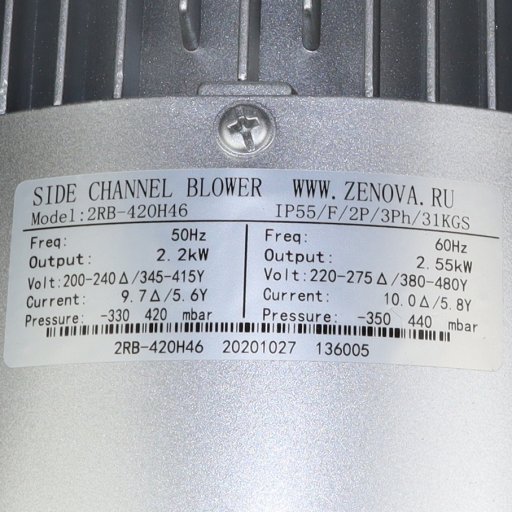 SIDE CHANNEL BLOWER WWW.ZENOVA.RU
Model:2RB-420H46 IP55/F/2P/3Ph/31KGS
Freq: 50Hz
Output: 2.2kW
Volt:200-240Δ/345-415Y
Current: 9.7Δ/5.6Y
Pressure: -330 420 mbar
Freq: 60Hz
Output: 2.55kW
Volt:220-275Δ/380-480Y
Current: 10.0Δ/5.8Y
Pressure: -350 440 mbar
2RB-420H46 20201027 136005